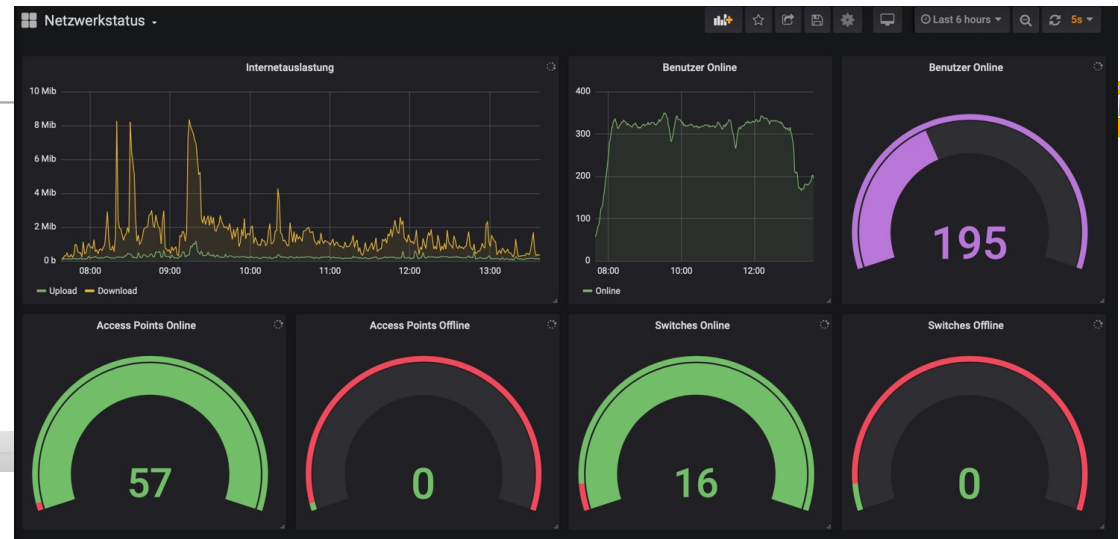 Netzwerkstatus
Last 6 hours
5s
Internetauslastung
10 Mib
8 Mib
6 Mib
4 Mib
2 Mib
0 b
08:00 09:00 10:00 11:00 12:00 13:00
Upload Download
Benutzer Online
400
300
200
100
0
08:00 10:00 12:00
Online
Benutzer Online
195
Access Points Online
57
Access Points Offline
0
Switches Online
16
Switches Offline
0